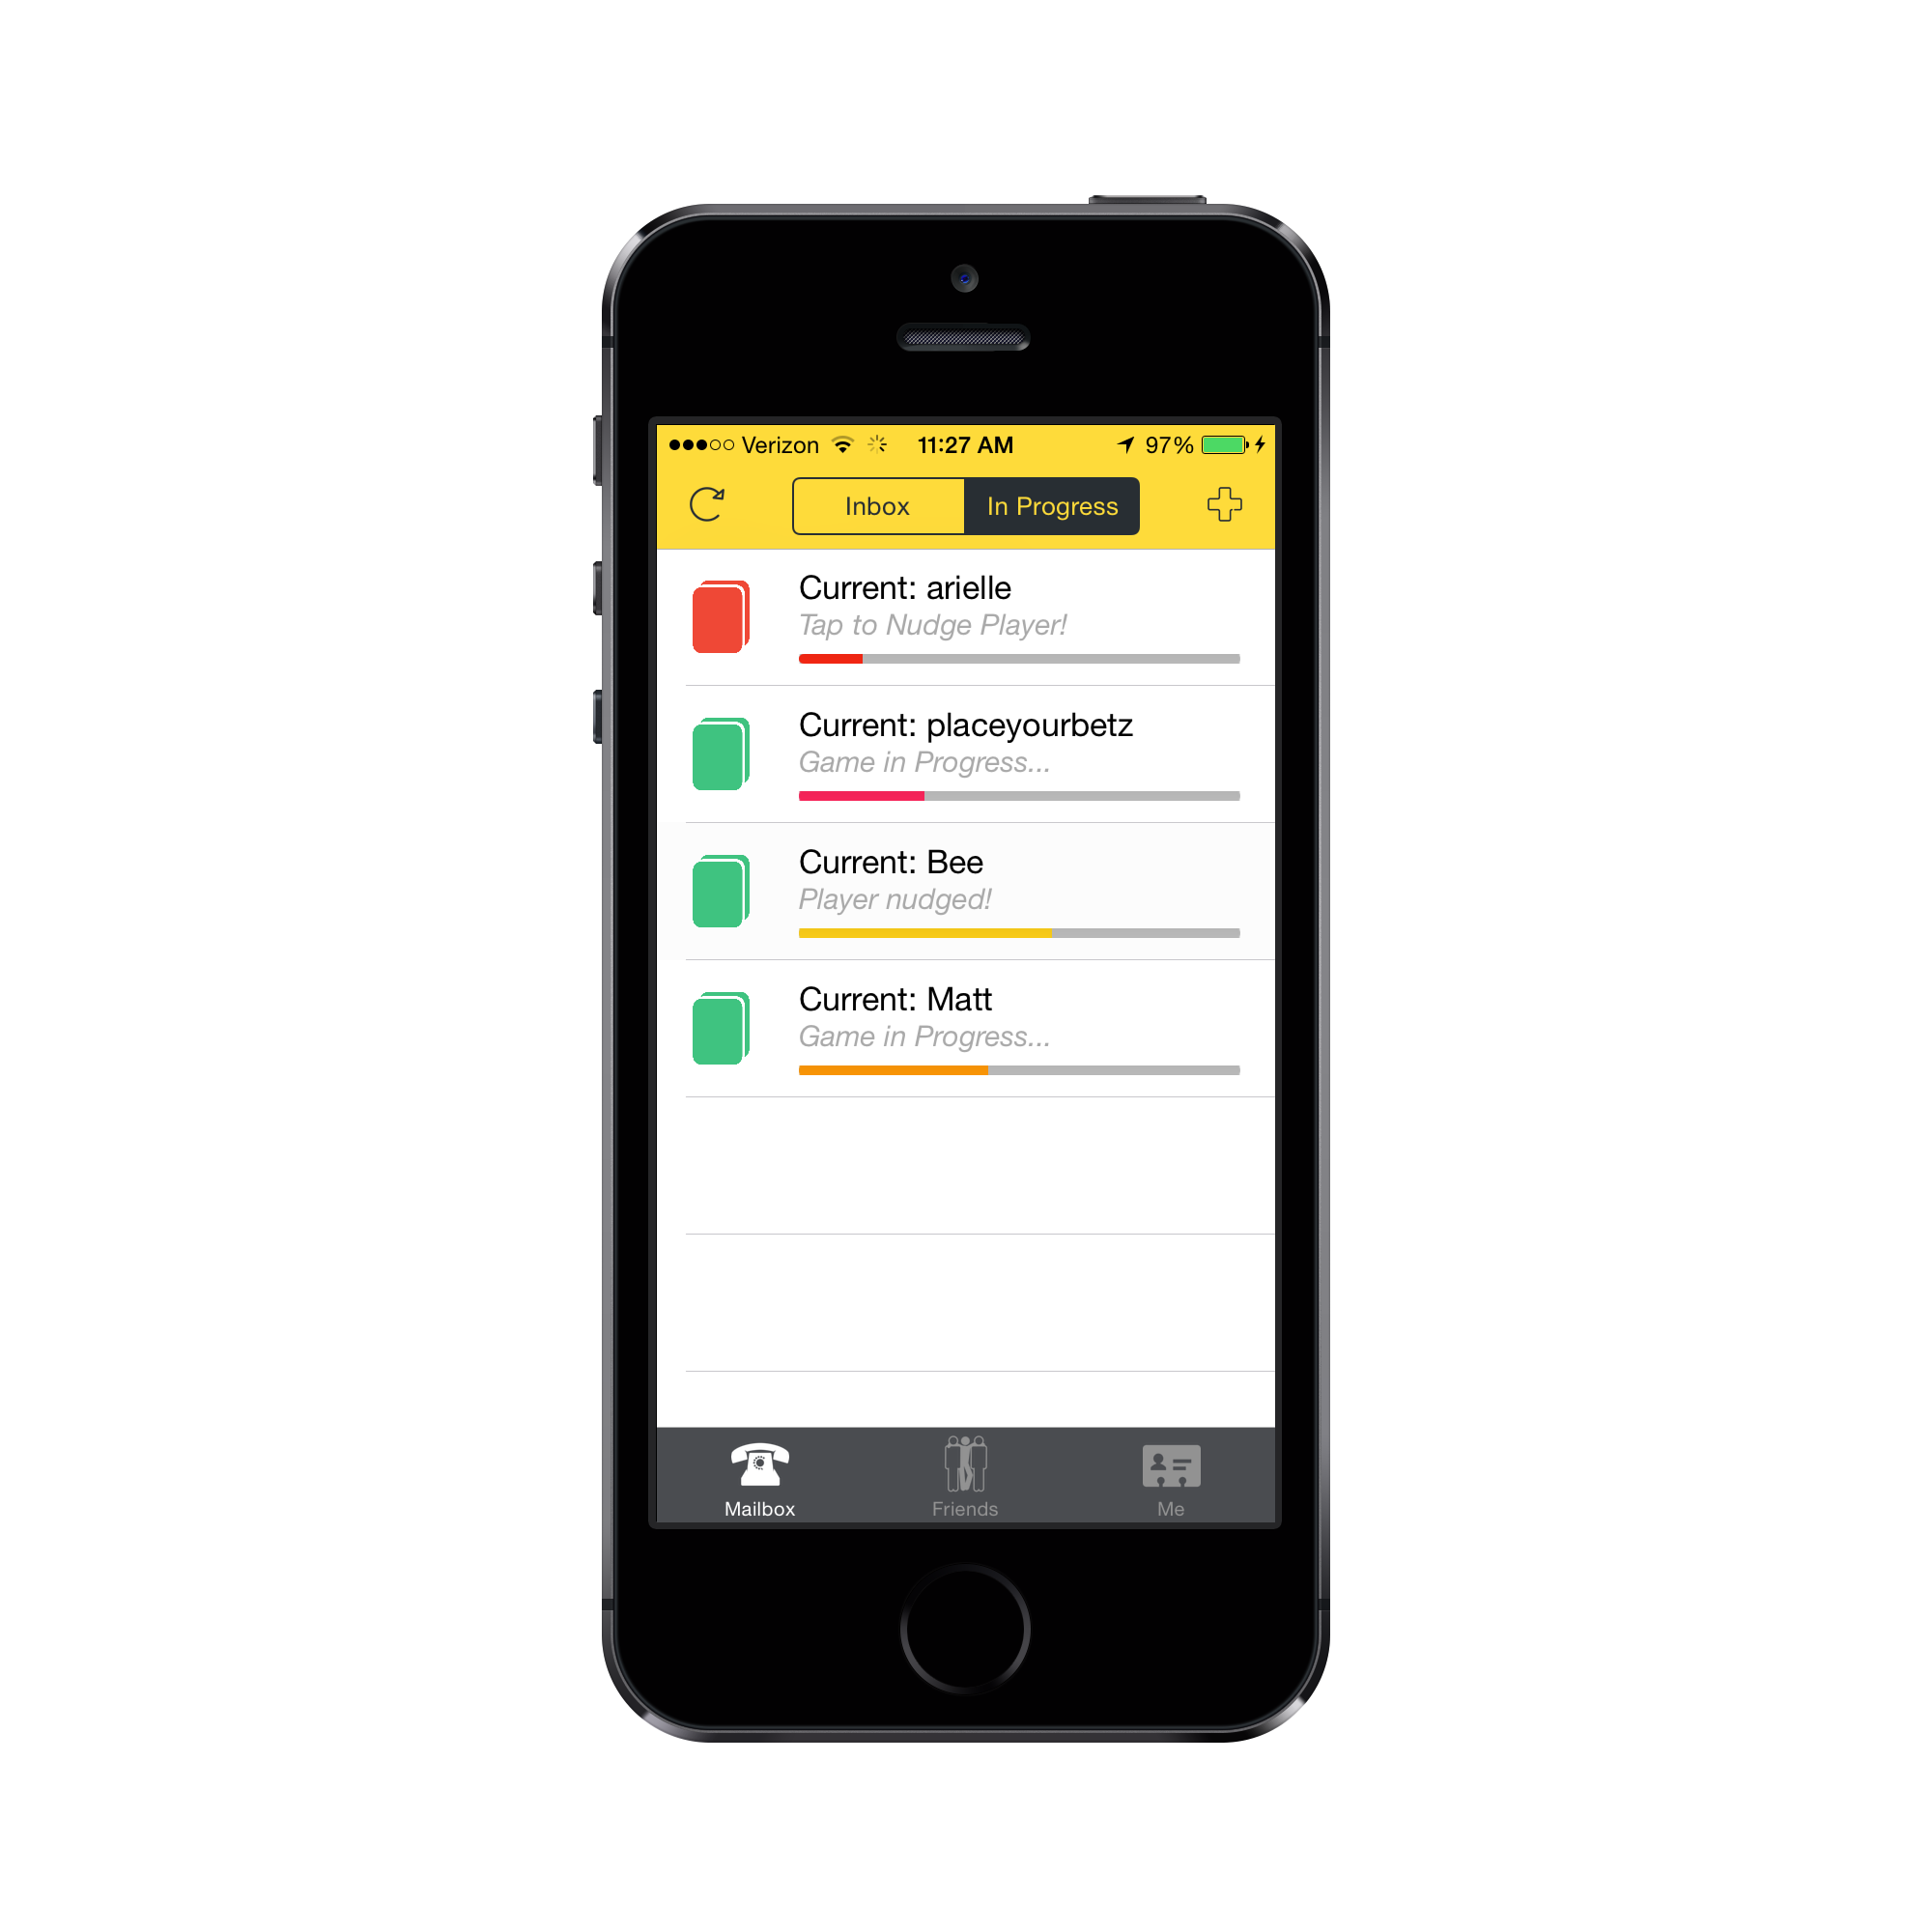 Verizon 11:27 AM 97%
Inbox In Progress
Current: arielle
Tap to Nudge Player!
Current: placeyourbetz
Game in Progress...
Current: Bee
Player nudged!
Current: Matt
Game in Progress...
Mailbox Friends Me